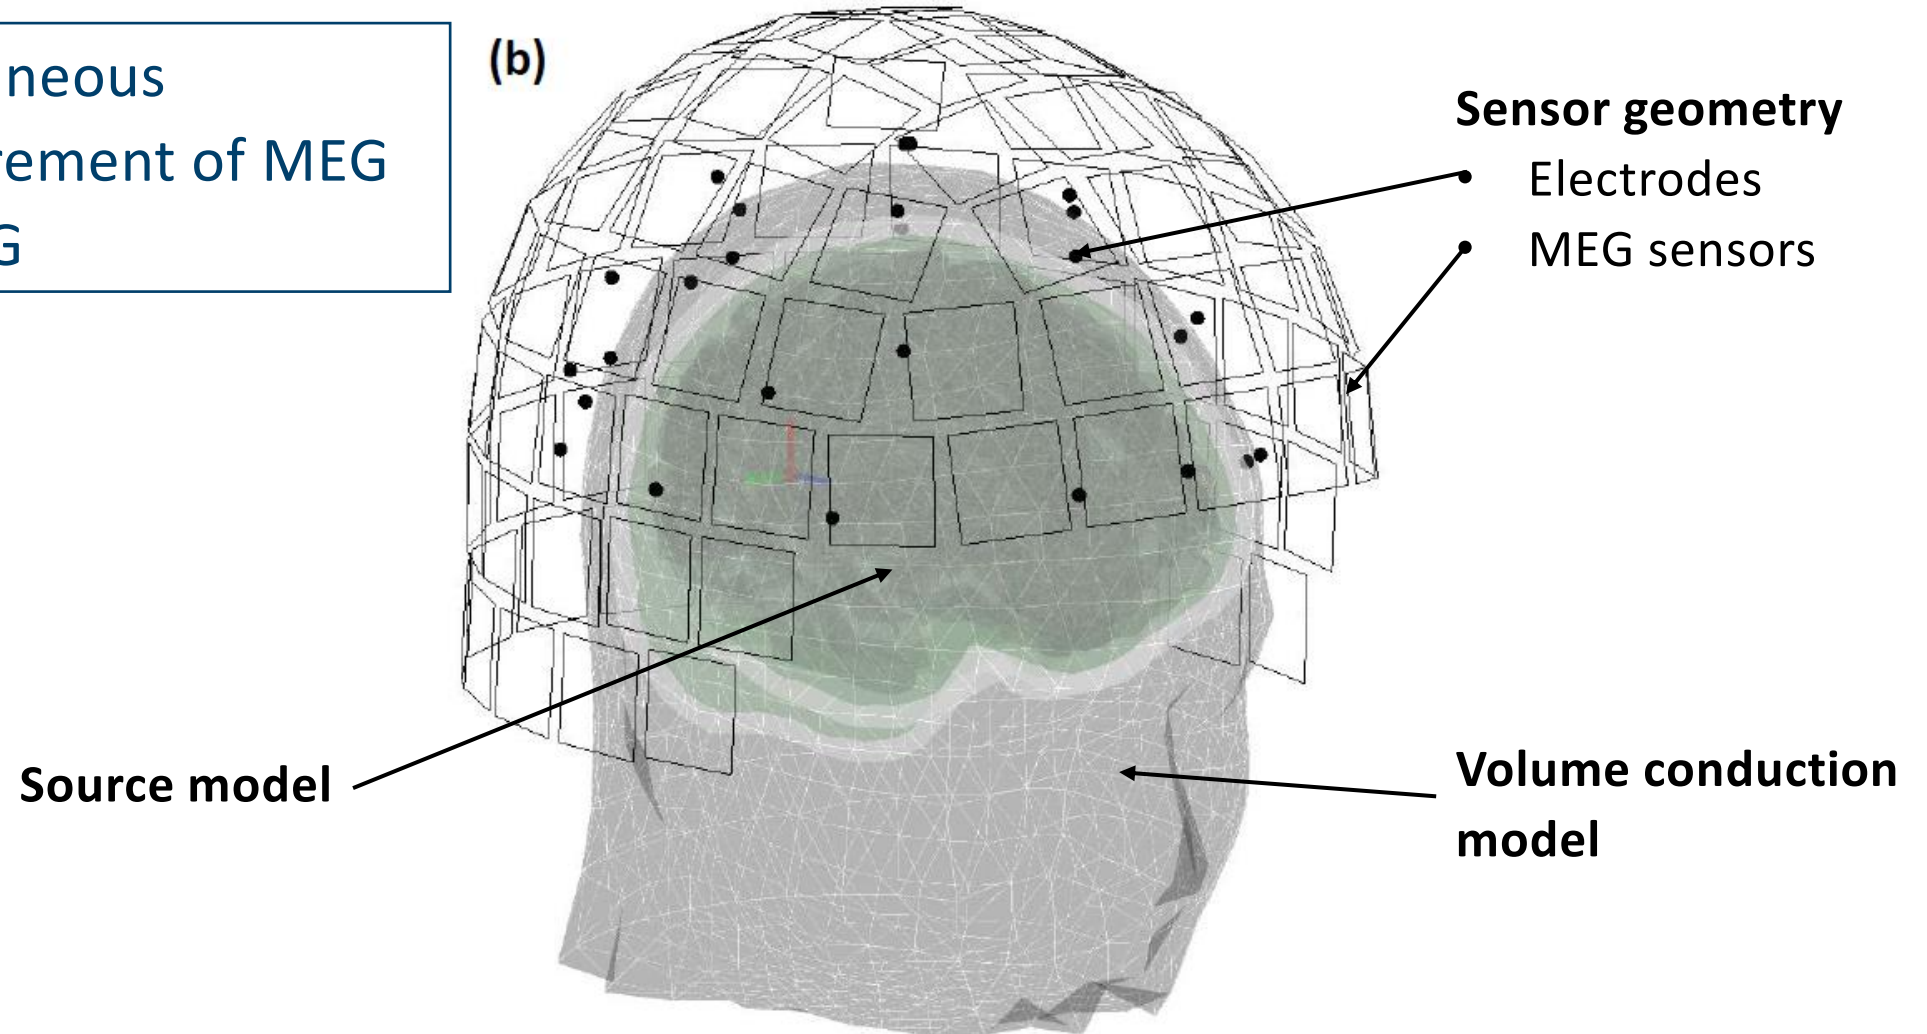 neous
rement of MEG
G
(b)
Sensor geometry
• Electrodes
• MEG sensors
Source model
Volume conduction
model